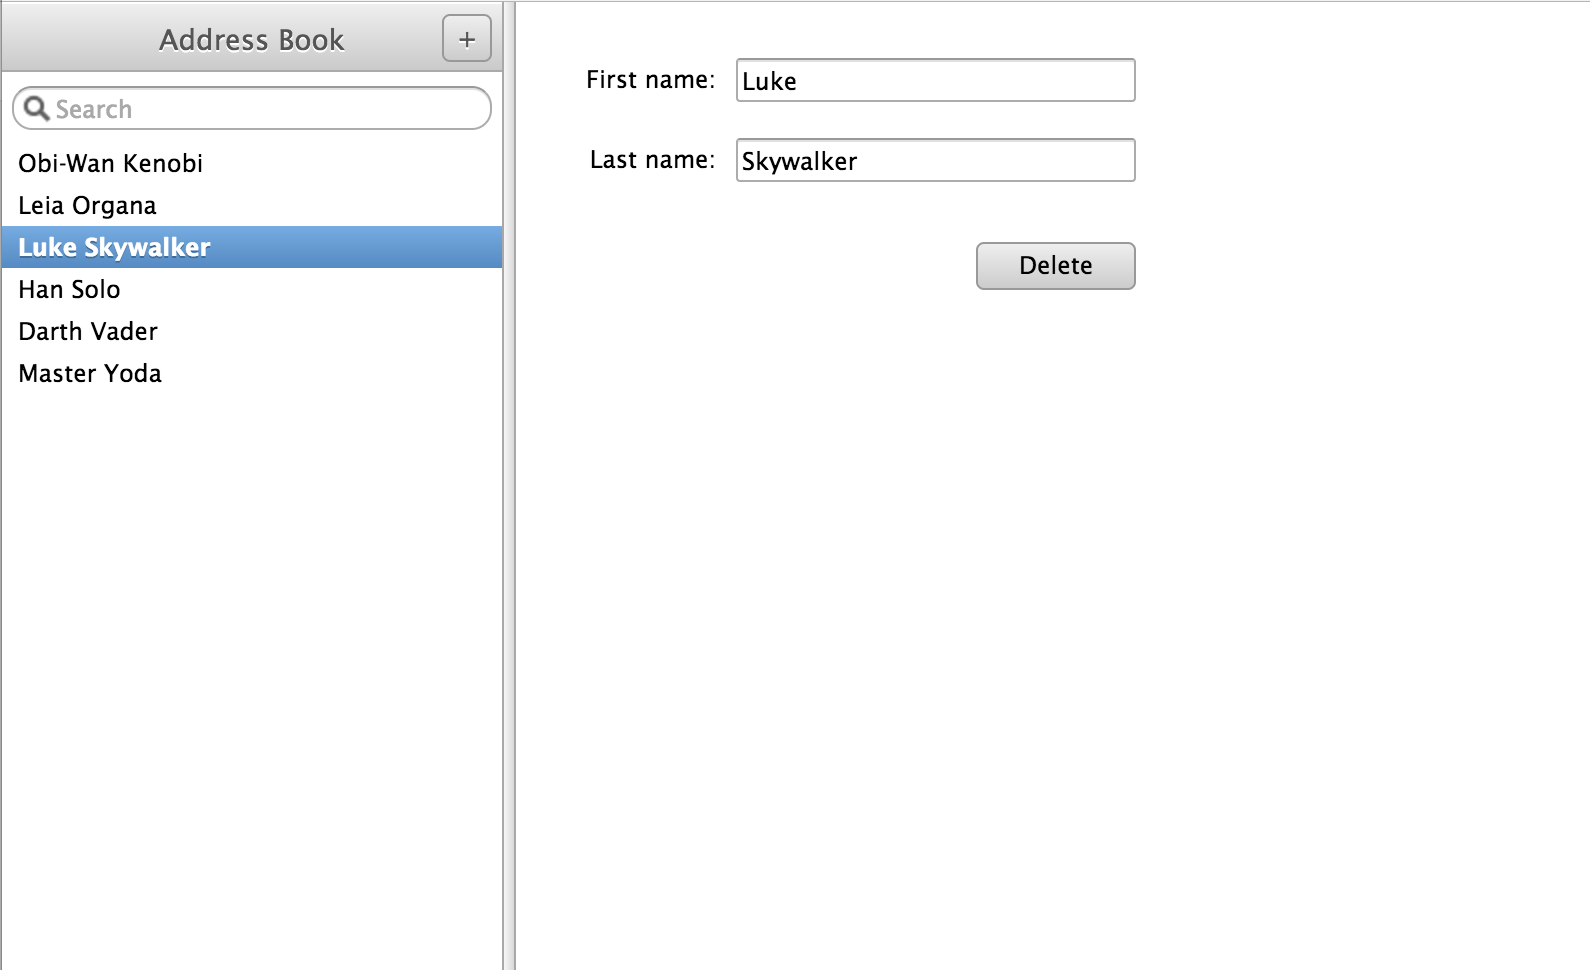 Address Book
+
Search
Obi-Wan Kenobi
Leia Organa
Luke Skywalker
Han Solo
Darth Vader
Master Yoda
First name: Luke
Last name: Skywalker
Delete